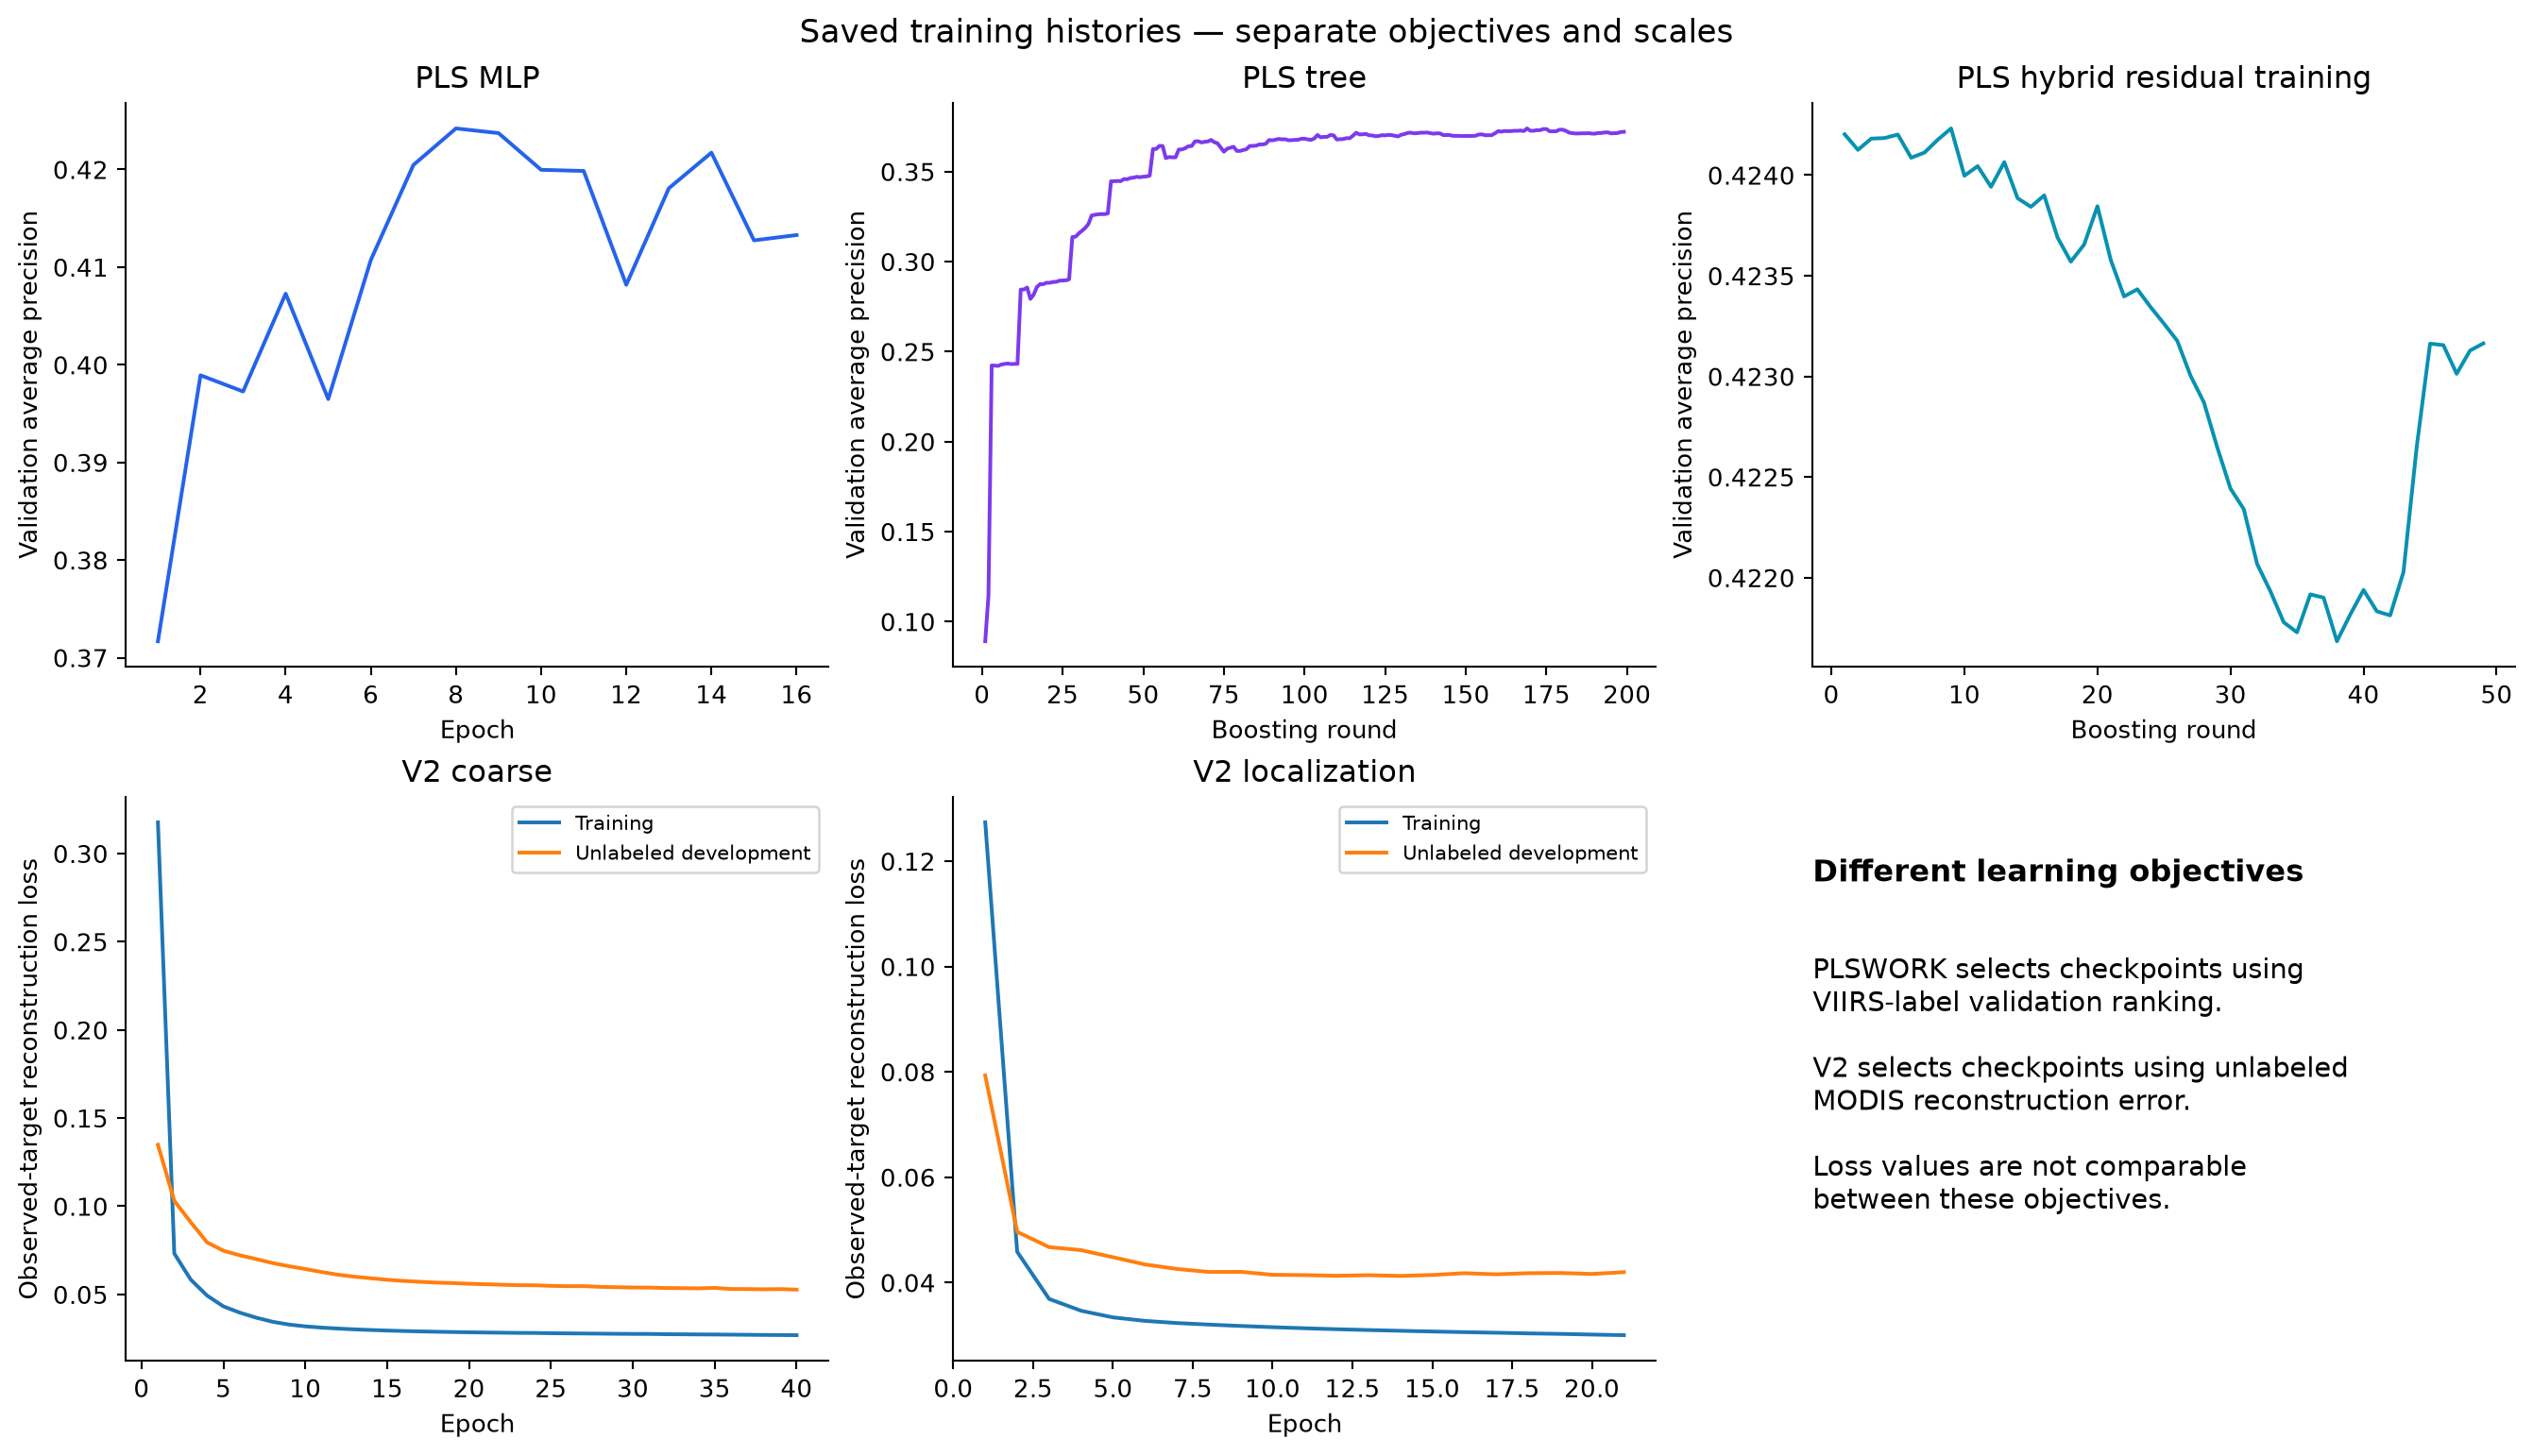 Saved training histories — separate objectives and scales
PLS MLP
Validation average precision
0.42
0.41
0.40
0.39
0.38
0.37
2 4 6 8 10 12 14 16
Epoch
PLS tree
Validation average precision
0.35
0.30
0.25
0.20
0.15
0.10
0 25 50 75 100 125 150 175 200
Boosting round
PLS hybrid residual training
Validation average precision
0.4240
0.4235
0.4230
0.4225
0.4220
0 10 20 30 40 50
Boosting round
V2 coarse
Observed-target reconstruction loss
0.30
0.25
0.20
0.15
0.10
0.05
Training
Unlabeled development
0 5 10 15 20 25 30 35 40
Epoch
V2 localization
Observed-target reconstruction loss
0.12
0.10
0.08
0.06
0.04
Training
Unlabeled development
0.0 2.5 5.0 7.5 10.0 12.5 15.0 17.5 20.0
Epoch
Different learning objectives
PLSWORK selects checkpoints using
VIIRS-label validation ranking.
V2 selects checkpoints using unlabeled
MODIS reconstruction error.
Loss values are not comparable
between these objectives.